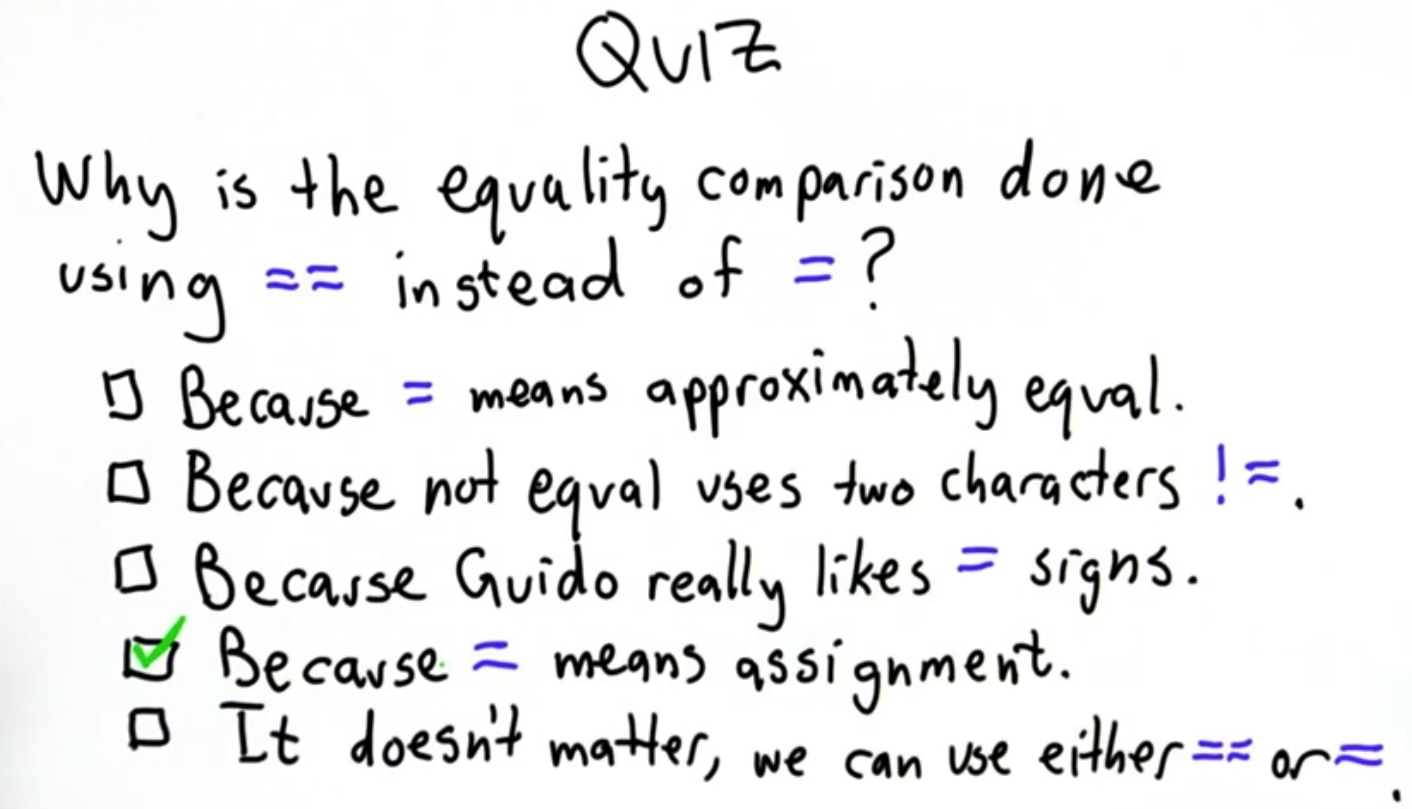 QUIZ
Why is the equality comparison done
using == instead of = ?
Because = means approximately equal.
Because not equal uses two characters !=.
Because Guido really likes = signs.
Because = means assignment.
It doesn't matter, we can use either == or =.